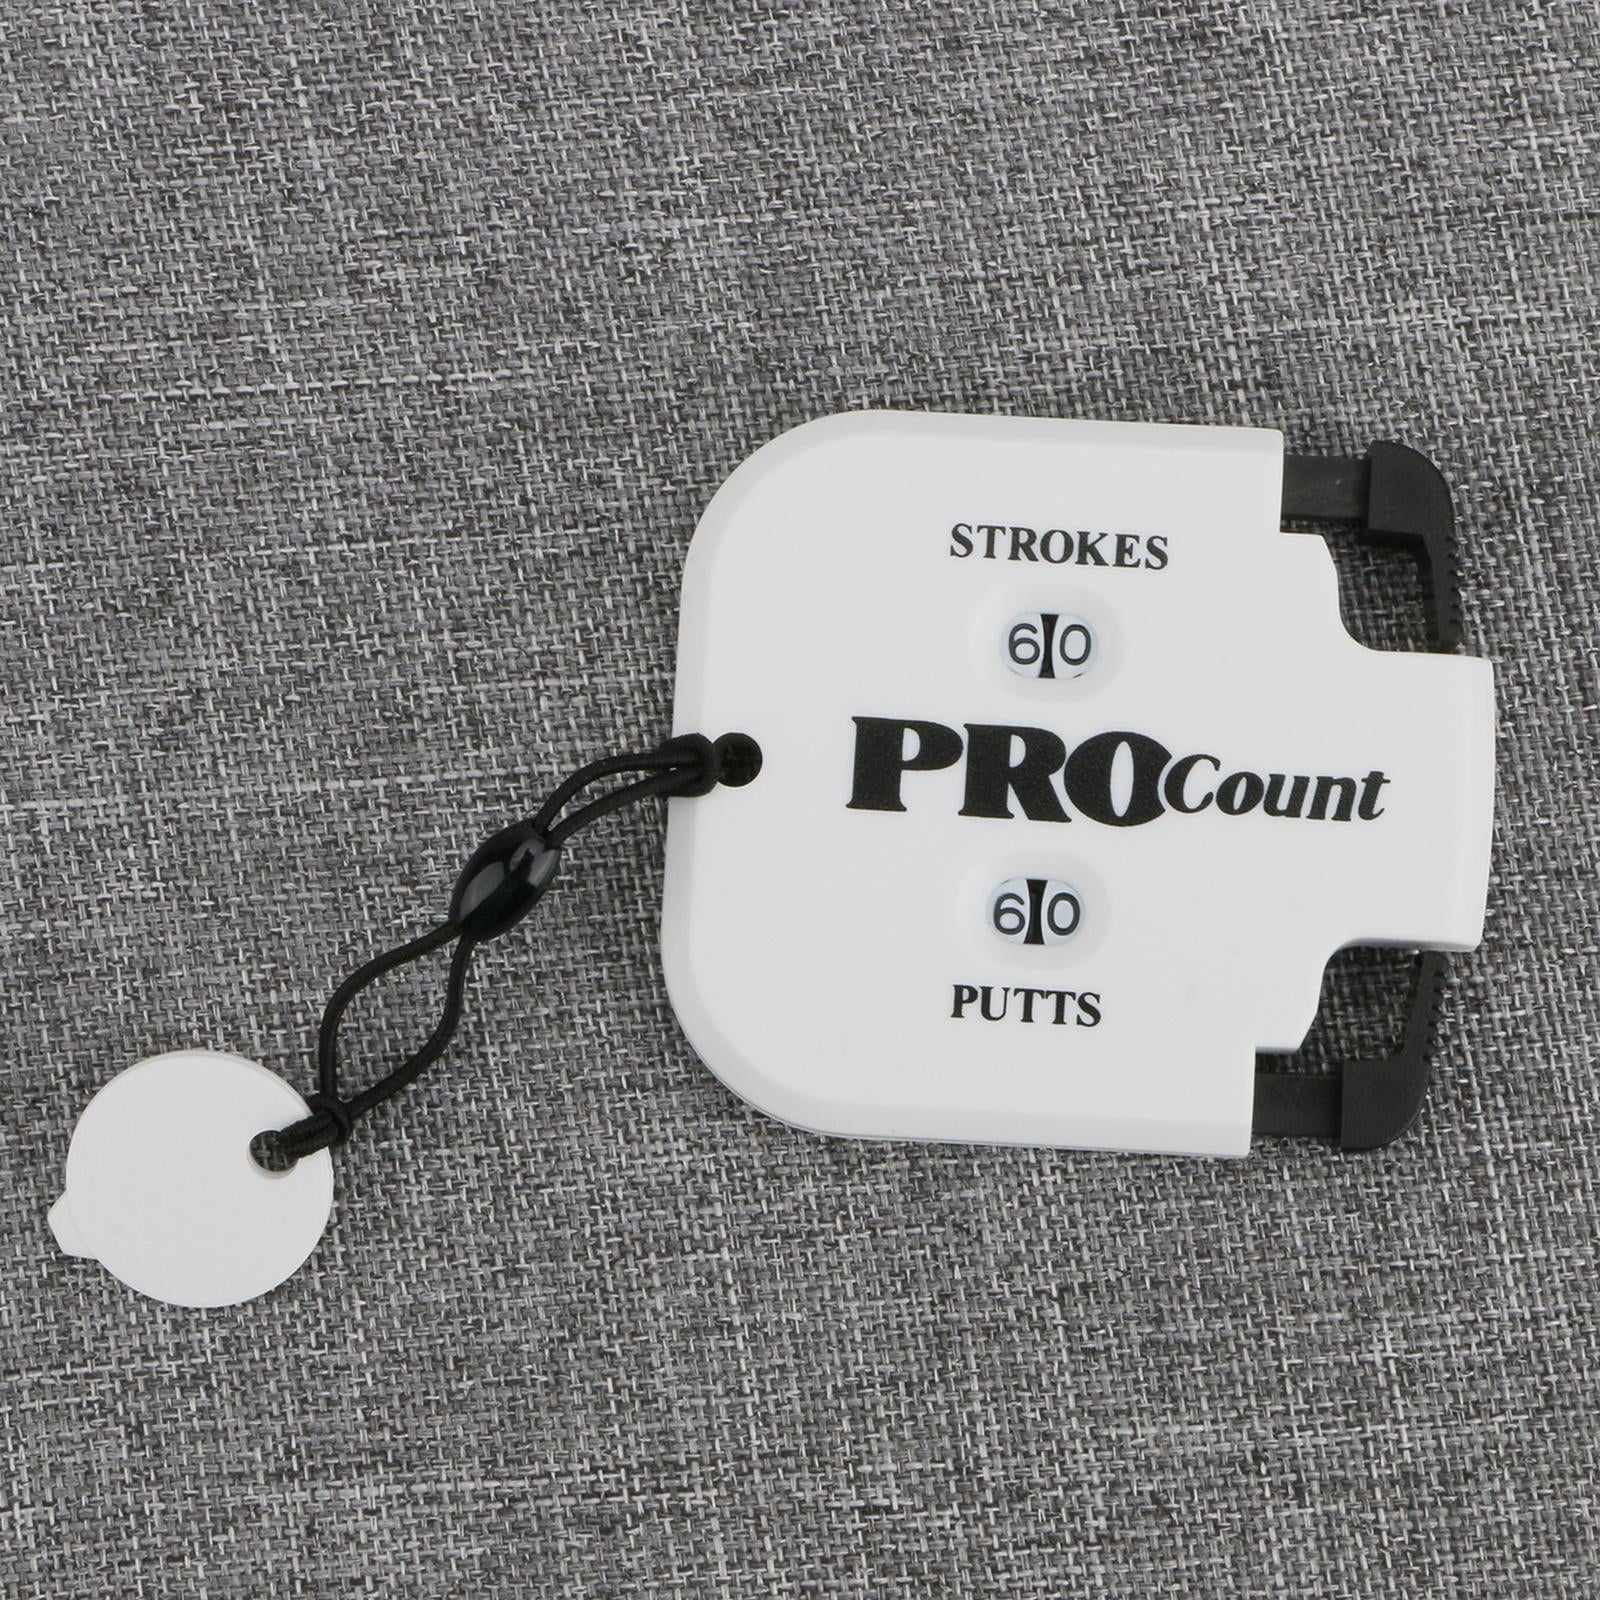 STROKES
6 0
PROCount
6 0
PUTTS